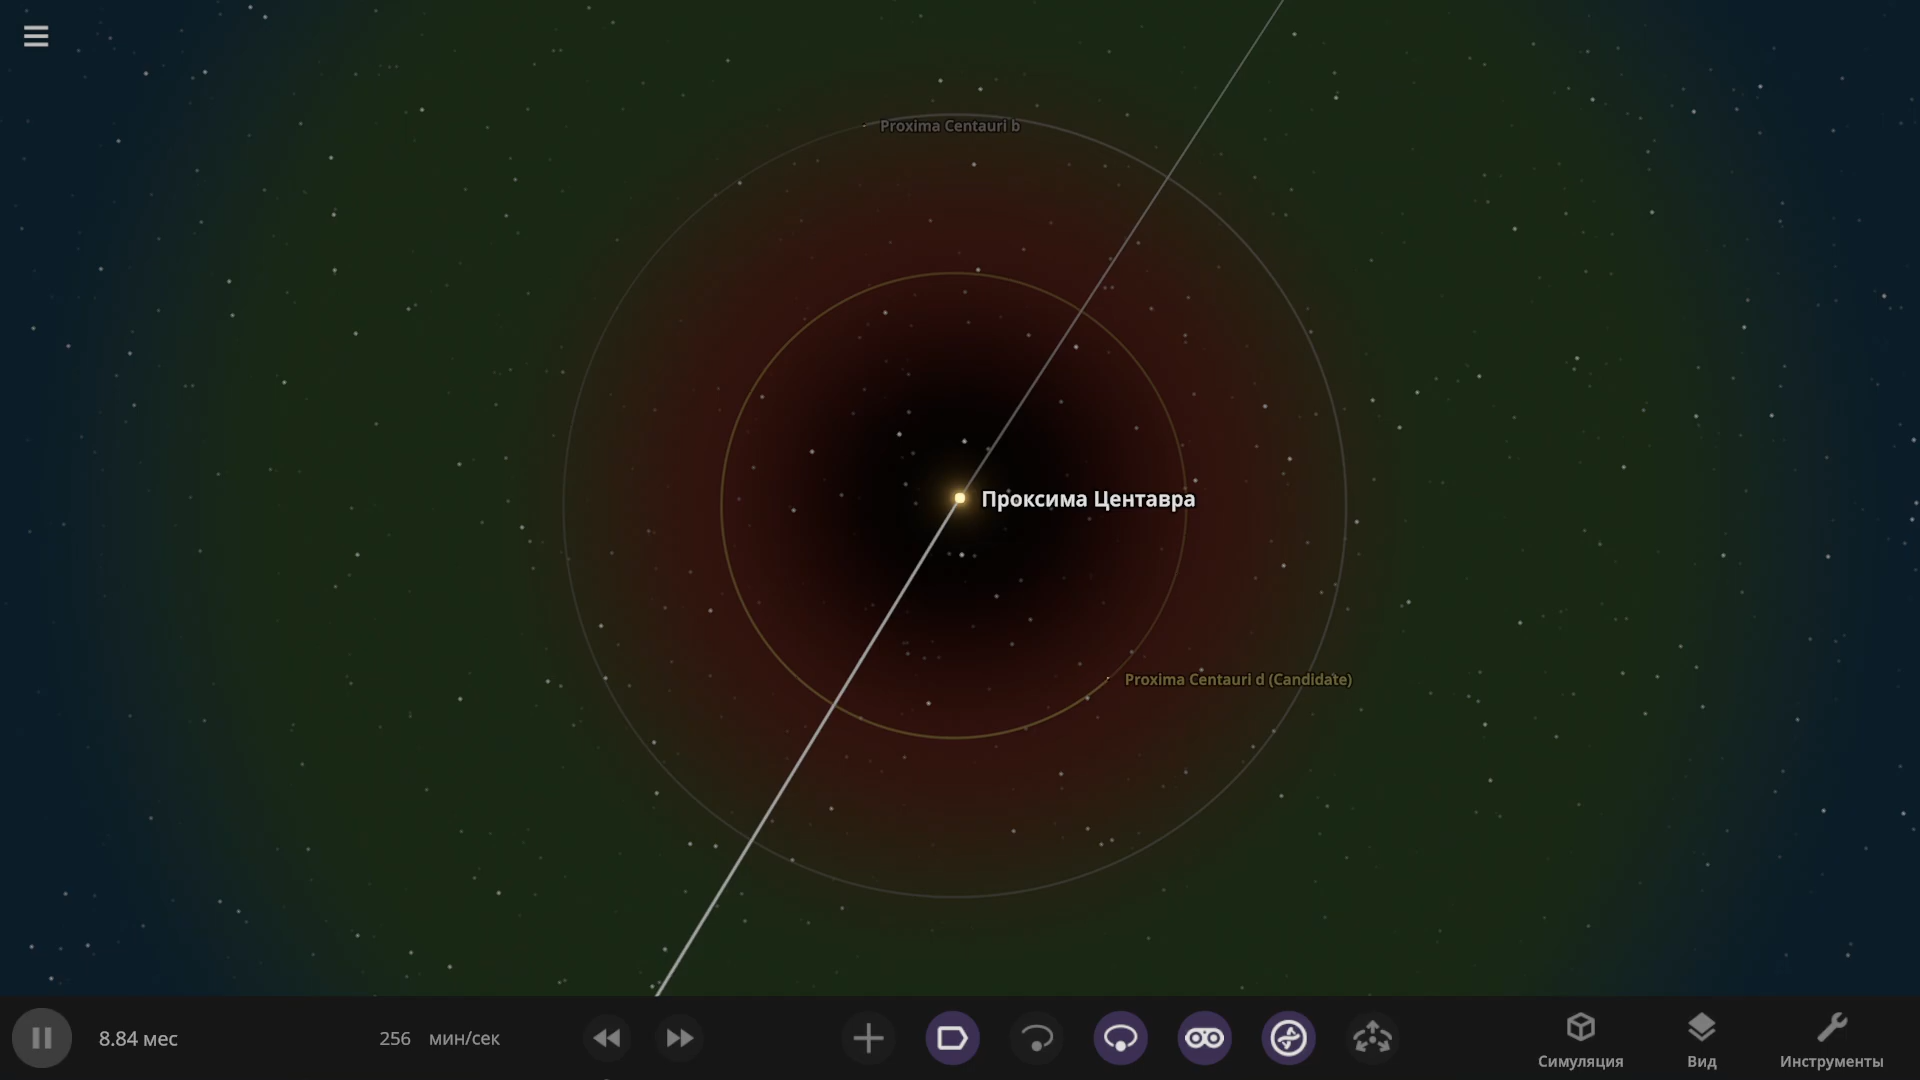 Proxima Centauri b
Проксима Центавра
Proxima Centauri d (Candidate)
8.84 мес
256 мин/сек
Симуляция
Вид
Инструменты